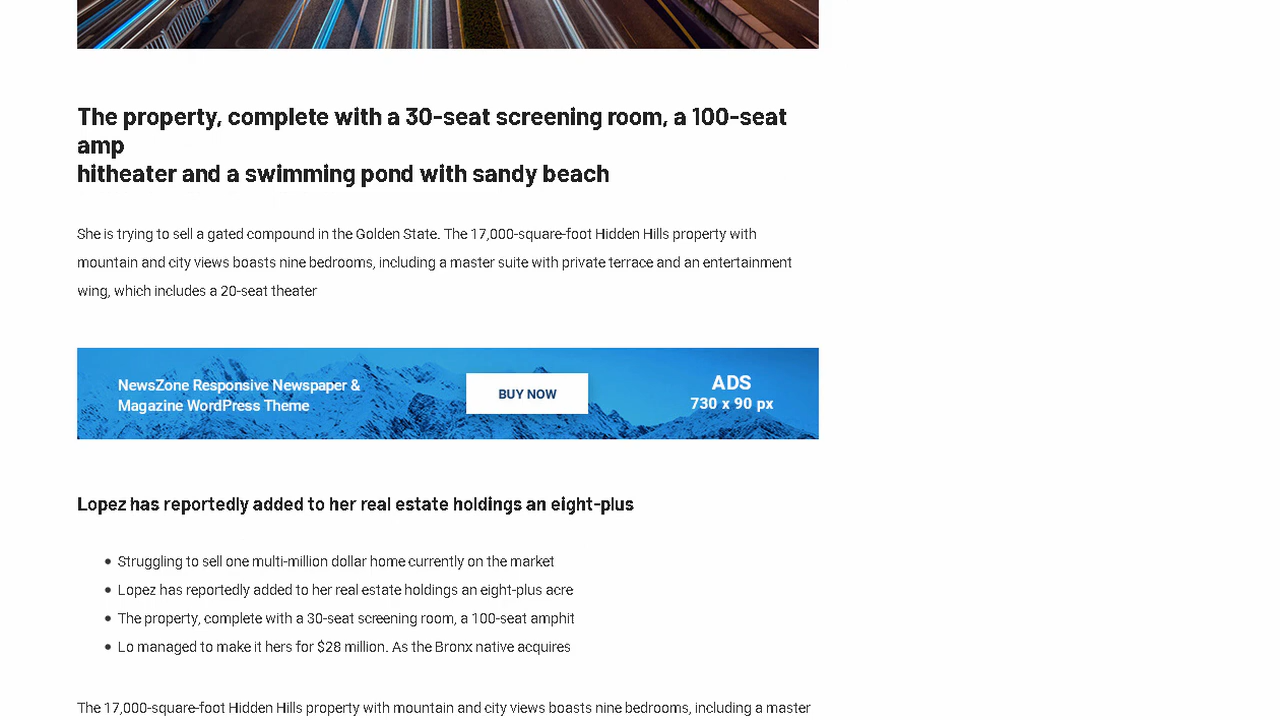 The property, complete with a 30-seat screening room, a 100-seat
amp
hitheater and a swimming pond with sandy beach
She is trying to sell a gated compound in the Golden State. The 17,000-square-foot Hidden Hills property with
mountain and city views boasts nine bedrooms, including a master suite with private terrace and an entertainment
wing, which includes a 20-seat theater
NewsZone Responsive Newspaper &
Magazine WordPress Theme
BUY NOW
ADS
730 x 90 px
Lopez has reportedly added to her real estate holdings an eight-plus
• Struggling to sell one multi-million dollar home currently on the market
• Lopez has reportedly added to her real estate holdings an eight-plus acre
• The property, complete with a 30-seat screening room, a 100-seat amphit
• Lo managed to make it hers for $28 million. As the Bronx native acquires
The 17,000-square-foot Hidden Hills property with mountain and city views boasts nine bedrooms, including a master